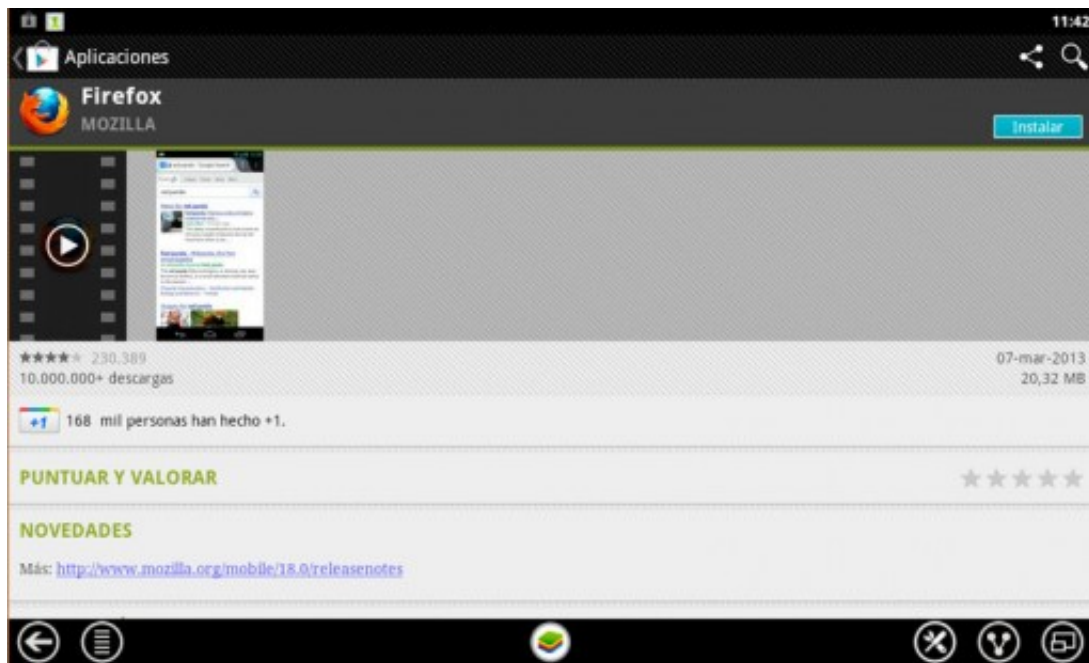 11:42
Aplicaciones
Firefox
MOZILLA
Instalar
230.389
10.000.000+ descargas
07-mar-2013
20,32 MB
+1
168 mil personas han hecho +1.
PUNTUAR Y VALORAR
NOVEDADES
Más: http://www.mozilla.org/mobile/18.0/releasenotes